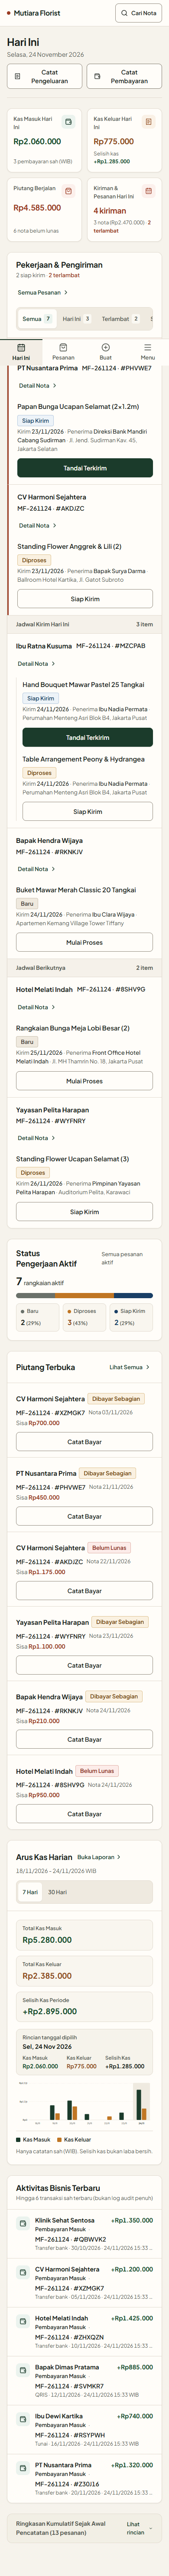 Mutiara Florist
Cari Nota
Hari Ini
Selasa, 24 November 2026
Catat Pengeluaran
Catat Pembayaran
Kas Masuk Hari Ini
Rp2.060.000
3 pembayaran sah (WIB)
Kas Keluar Hari Ini
Rp775.000
Selisih kas +Rp1.285.000
Piutang Berjalan
Rp4.585.000
6 nota belum lunas
Kiriman & Pesanan Hari Ini
4 kiriman
3 nota (Rp2.470.000) · 2 terlambat
Pekerjaan & Pengiriman
2 siap kirim · 2 terlambat
Semua Pesanan
Semua 7
Hari Ini 3
Terlambat 2
Hari Ini
Pesanan
Buat
Menu
PT Nusantara Prima MF-261124 · #PHVWE7
Detail Nota
Papan Bunga Ucapan Selamat (2×1.2m)
Siap Kirim
Kirim 23/11/2026 · Penerima Direksi Bank Mandiri
Cabang Sudirman · Jl. Jend. Sudirman Kav. 45,
Jakarta Selatan
Tandai Terkirim
CV Harmoni Sejahtera
MF-261124 · #AKDJZC
Detail Nota
Standing Flower Anggrek & Lili (2)
Diproses
Kirim 23/11/2026 · Penerima Bapak Surya Darma
Ballroom Hotel Kartika, Jl. Gatot Subroto
Siap Kirim
Jadwal Kirim Hari Ini
3 item
Ibu Ratna Kusuma MF-261124 · #MZCPAB
Detail Nota
Hand Bouquet Mawar Pastel 25 Tangkai
Siap Kirim
Kirim 24/11/2026 · Penerima Ibu Nadia Permata
Perumahan Menteng Asri Blok B4, Jakarta Pusat
Tandai Terkirim
Table Arrangement Peony & Hydrangea
Diproses
Kirim 24/11/2026 · Penerima Ibu Nadia Permata
Perumahan Menteng Asri Blok B4, Jakarta Pusat
Siap Kirim
Bapak Hendra Wijaya
MF-261124 · #RKNKJV
Detail Nota
Buket Mawar Merah Classic 20 Tangkai
Baru
Kirim 24/11/2026 · Penerima Ibu Clara Wijaya ·
Apartemen Kemang Village Tower Tiffany
Mulai Proses
Jadwal Berikutnya
2 item
Hotel Melati Indah MF-261124 · #8SHV9G
Detail Nota
Rangkaian Bunga Meja Lobi Besar (2)
Baru
Kirim 25/11/2026 · Penerima Front Office Hotel
Melati Indah · Jl. MH Thamrin No. 18, Jakarta Pusat
Mulai Proses
Yayasan Pelita Harapan
MF-261124 · #WYFNRY
Detail Nota
Standing Flower Ucapan Selamat (3)
Diproses
Kirim 26/11/2026 · Penerima Pimpinan Yayasan
Pelita Harapan · Auditorium Pelita, Karawaci
Siap Kirim
Status Pengerjaan Aktif
Semua pesanan aktif
7 rangkaian aktif
Baru
2 (29%)
Diproses
3 (43%)
Siap Kirim
2 (29%)
Piutang Terbuka
Lihat Semua
CV Harmoni Sejahtera Dibayar Sebagian
MF-261124 · #XZMGK7 Nota 03/11/2026
Sisa Rp700.000
Catat Bayar
PT Nusantara Prima Dibayar Sebagian
MF-261124 · #PHVWE7 Nota 21/11/2026
Sisa Rp450.000
Catat Bayar
CV Harmoni Sejahtera Belum Lunas
MF-261124 · #AKDJZC Nota 22/11/2026
Sisa Rp1.175.000
Catat Bayar
Yayasan Pelita Harapan Dibayar Sebagian
MF-261124 · #WYFNRY Nota 23/11/2026
Sisa Rp1.100.000
Catat Bayar
Bapak Hendra Wijaya Dibayar Sebagian
MF-261124 · #RKNKJV Nota 24/11/2026
Sisa Rp210.000
Catat Bayar
Hotel Melati Indah Belum Lunas
MF-261124 · #8SHV9G Nota 24/11/2026
Sisa Rp950.000
Catat Bayar
Arus Kas Harian
Buka Laporan
18/11/2026 - 24/11/2026 WIB
7 Hari
30 Hari
Total Kas Masuk
Rp5.280.000
Total Kas Keluar
Rp2.385.000
Selisih Kas Periode
+Rp2.895.000
Rincian tanggal dipilih
Sel, 24 Nov 2026
Kas Masuk
Rp2.060.000
Kas Keluar
Rp775.000
Selisih Kas
+Rp1.285.000
Kas Masuk
Kas Keluar
Hanya catatan sah (WIB). Selisih kas bukan laba bersih.
Aktivitas Bisnis Terbaru
Hingga 6 transaksi sah terbaru (bukan log audit penuh)
Klinik Sehat Sentosa
+Rp1.350.000
Pembayaran Masuk
MF-261124 · #QBWVK2
Transfer bank · 30/10/2026 · 24/11/2026 15:33 ...
CV Harmoni Sejahtera
+Rp1.200.000
Pembayaran Masuk
MF-261124 · #XZMGK7
Transfer bank · 05/11/2026 · 24/11/2026 15:33 ...
Hotel Melati Indah
+Rp1.425.000
Pembayaran Masuk
MF-261124 · #ZHXQZN
Transfer bank · 10/11/2026 · 24/11/2026 15:33 ...
Bapak Dimas Pratama
+Rp885.000
Pembayaran Masuk
MF-261124 · #SVMKR7
QRIS · 12/11/2026 · 24/11/2026 15:33 WIB
Ibu Dewi Kartika
+Rp740.000
Pembayaran Masuk
MF-261124 · #RSYPWH
Tunai · 16/11/2026 · 24/11/2026 15:33 WIB
PT Nusantara Prima
+Rp1.320.000
Pembayaran Masuk
MF-261124 · #Z30J16
Transfer bank · 20/11/2026 · 24/11/2026 15:33 ...
Ringkasan Kumulatif Sejak Awal Pencatatan (13 pesanan)
Lihat rincian